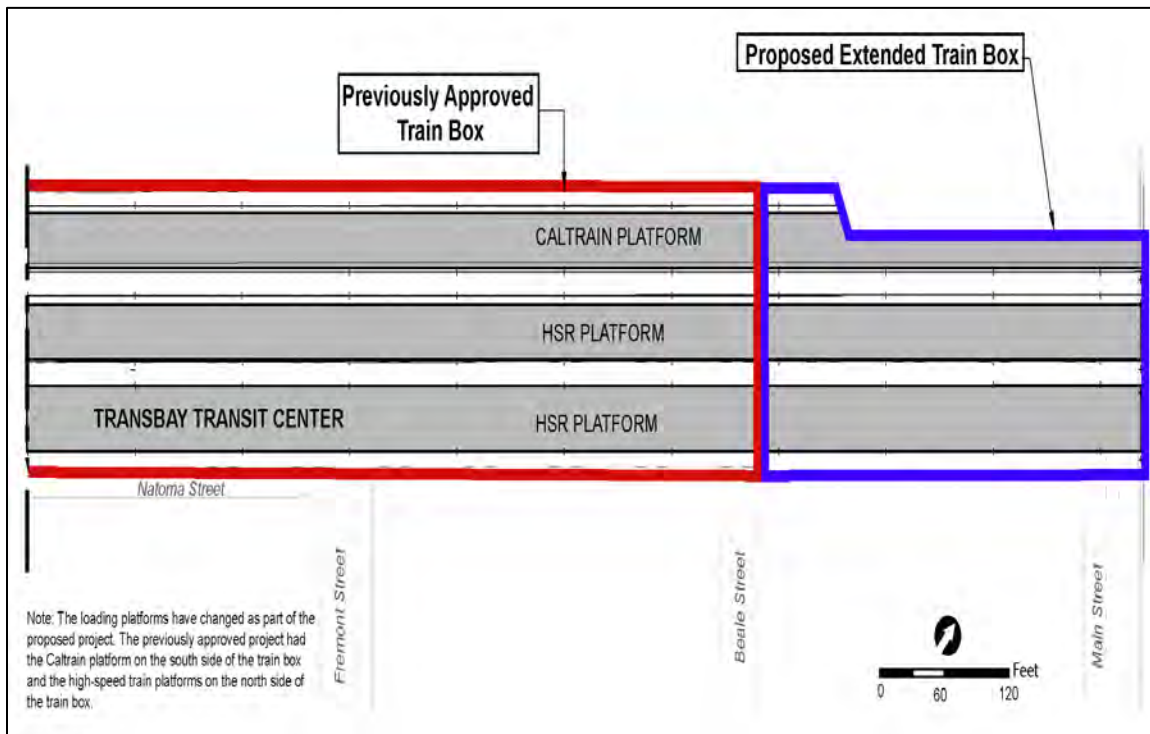 Proposed Extended Train Box
Previously Approved
Train Box
CALTRAIN PLATFORM
HSR PLATFORM
TRANSBAY TRANSIT CENTER
HSR PLATFORM
Natoma Street
Fremont Street
Beale Street
Main Street
Note: The loading platforms have changed as part of the
proposed project. The previously approved project had
the Caltrain platform on the south side of the train box
and the high-speed train platforms on the north side of
the train box.
Feet
0 60 120